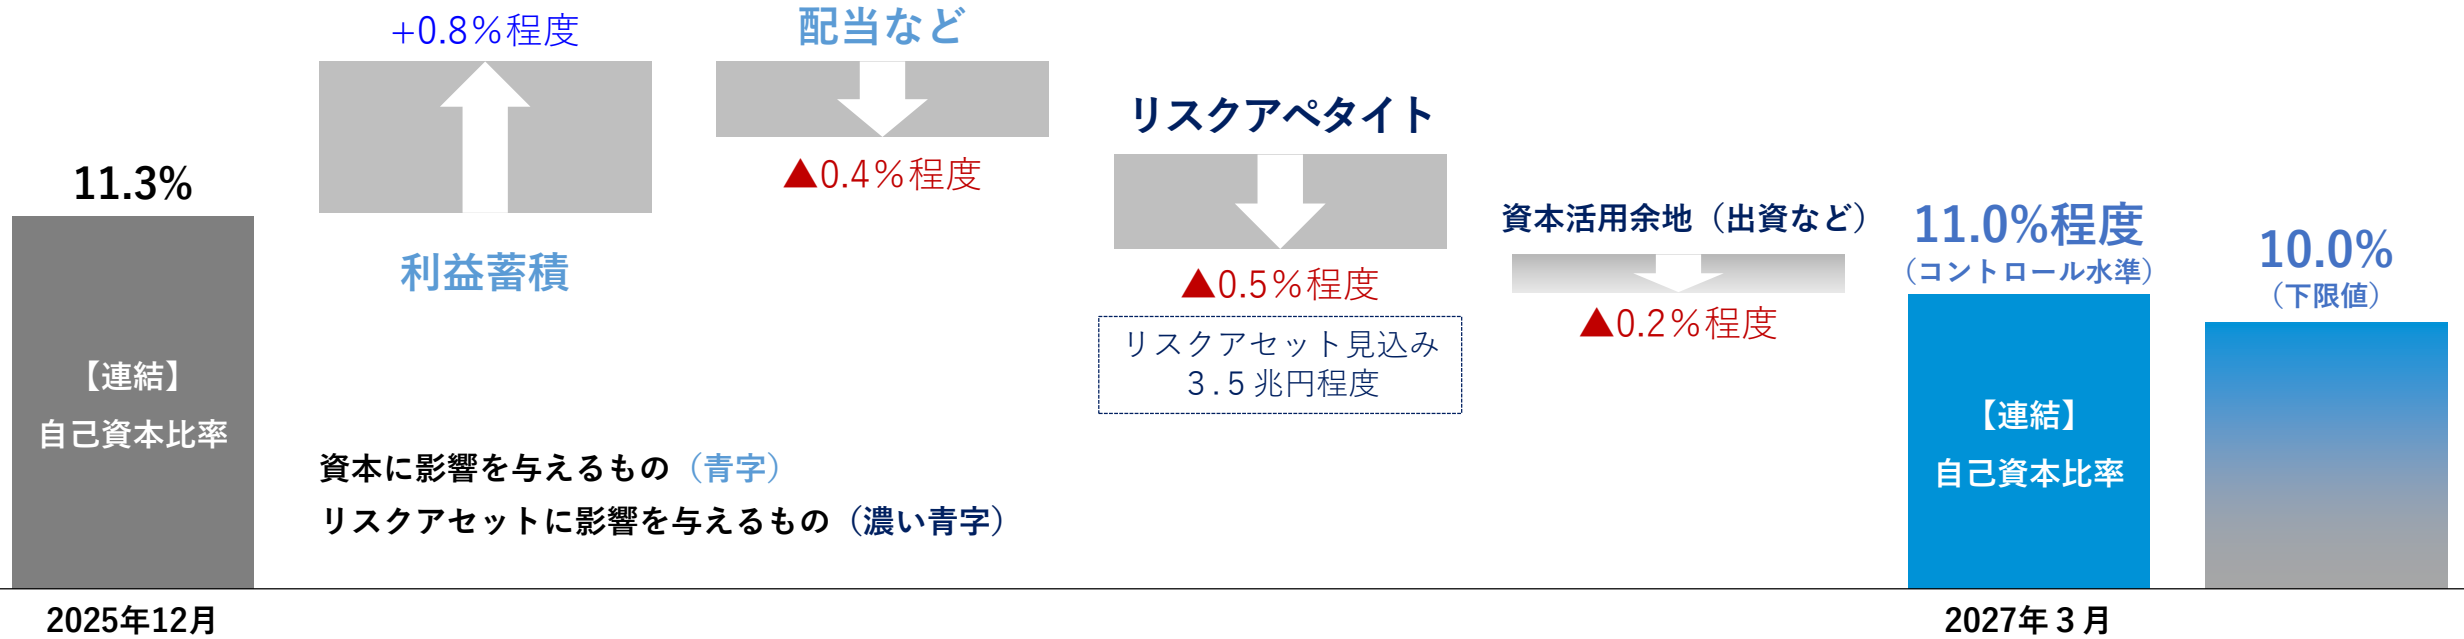 11.3%
【連結】
自己資本比率
2025年12月
+0.8%程度
利益蓄積
配当など
▲0.4%程度
リスクアペタイト
▲0.5%程度
リスクアセット見込み
３.５兆円程度
資本活用余地（出資など）
▲0.2%程度
資本に影響を与えるもの（青字）
リスクアセットに影響を与えるもの（濃い青字）
11.0%程度
（コントロール水準）
【連結】
自己資本比率
2027年３月
10.0%
（下限値）